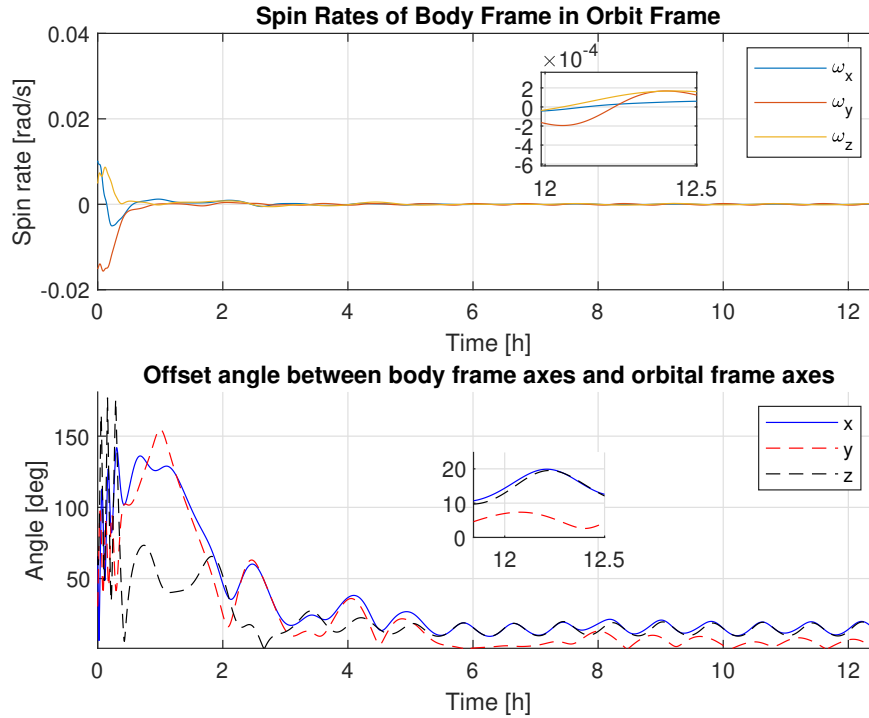 Spin Rates of Body Frame in Orbit Frame
0.04
0.02
0
-0.02
Spin rate [rad/s]
×10⁻⁴
2
0
-2
-4
-6
12
12.5
ω_x
ω_y
ω_z
0
2
4
6
8
10
12
Time [h]
Offset angle between body frame axes and orbital frame axes
150
100
50
Angle [deg]
20
10
0
12
12.5
x
y
z
0
2
4
6
8
10
12
Time [h]